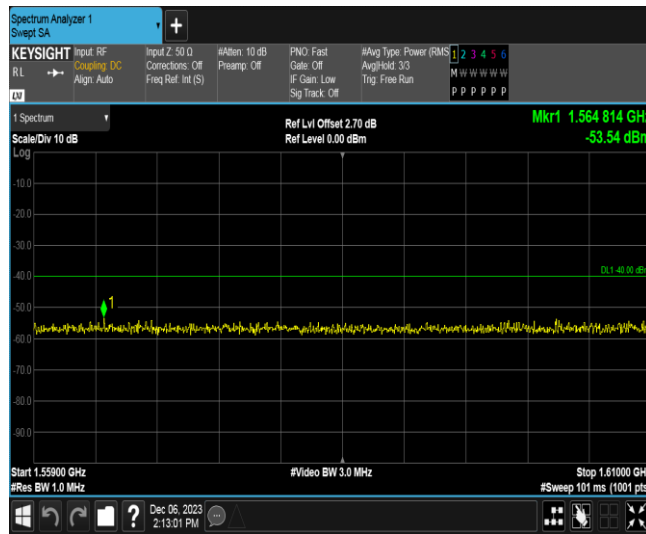 Spectrum Analyzer 1
Swept SA
+
KEYSIGHT
RL
LXI
Input: RF
Coupling: DC
Align: Auto
Input Z: 50 Ω
Corrections: Off
Freq Ref: Int (S)
#Atten: 10 dB
Preamp: Off
PNO: Fast
Gate: Off
IF Gain: Low
Sig Track: Off
#Avg Type: Power (RMS
Avg|Hold: 3/3
Trig: Free Run
1 2 3 4 5 6
M W W W W W
P P P P P P
1 Spectrum
Scale/Div 10 dB
Log
Ref Lvl Offset 2.70 dB
Ref Level 0.00 dBm
Mkr1 1.564 814 GHz
-53.54 dBm
-10.0
-20.0
-30.0
-40.0
DL1 -40.00 dBm
1
-50.0
-60.0
-70.0
-80.0
-90.0
Start 1.55900 GHz
#Res BW 1.0 MHz
#Video BW 3.0 MHz
Stop 1.61000 GHz
#Sweep 101 ms (1001 pts)
?
Dec 06, 2023
2:13:01 PM